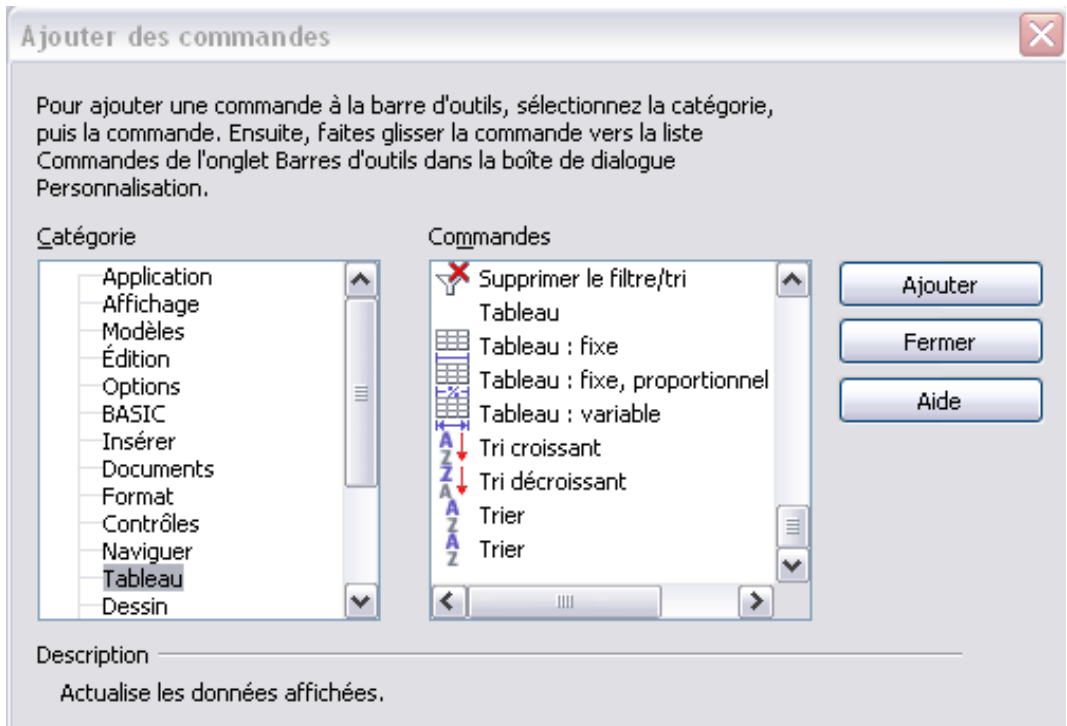 Ajouter des commandes
Pour ajouter une commande à la barre d'outils, sélectionnez la catégorie,
puis la commande. Ensuite, faites glisser la commande vers la liste
Commandes de l'onglet Barres d'outils dans la boîte de dialogue
Personnalisation.
Catégorie
Application
Affichage
Modèles
Édition
Options
BASIC
Insérer
Documents
Format
Contrôles
Naviguer
Tableau
Dessin
Commandes
Supprimer le filtre/tri
Tableau
Tableau : fixe
Tableau : fixe, proportionnel
Tableau : variable
Tri croissant
Tri décroissant
Trier
Trier
Ajouter
Fermer
Aide
Description
Actualise les données affichées.